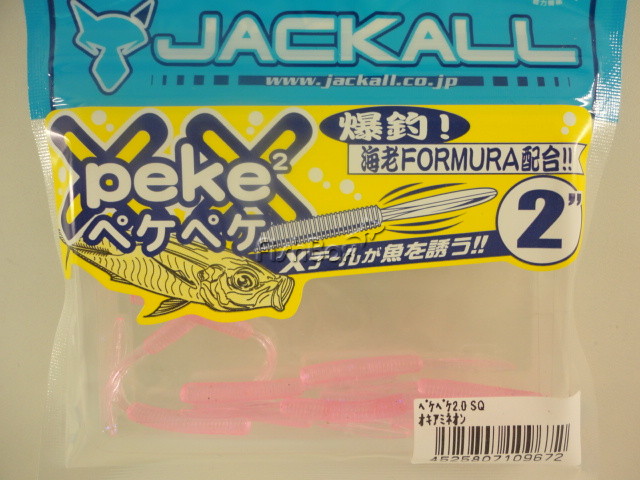 JACKALL
www.jackall.co.jp
爆釣!
海老FORMURA配合!!
peke²
ペケペケ
2"
メテールが魚を誘う!!
ペケペケ2.0 SQ
オキアミネオン
4525807109672